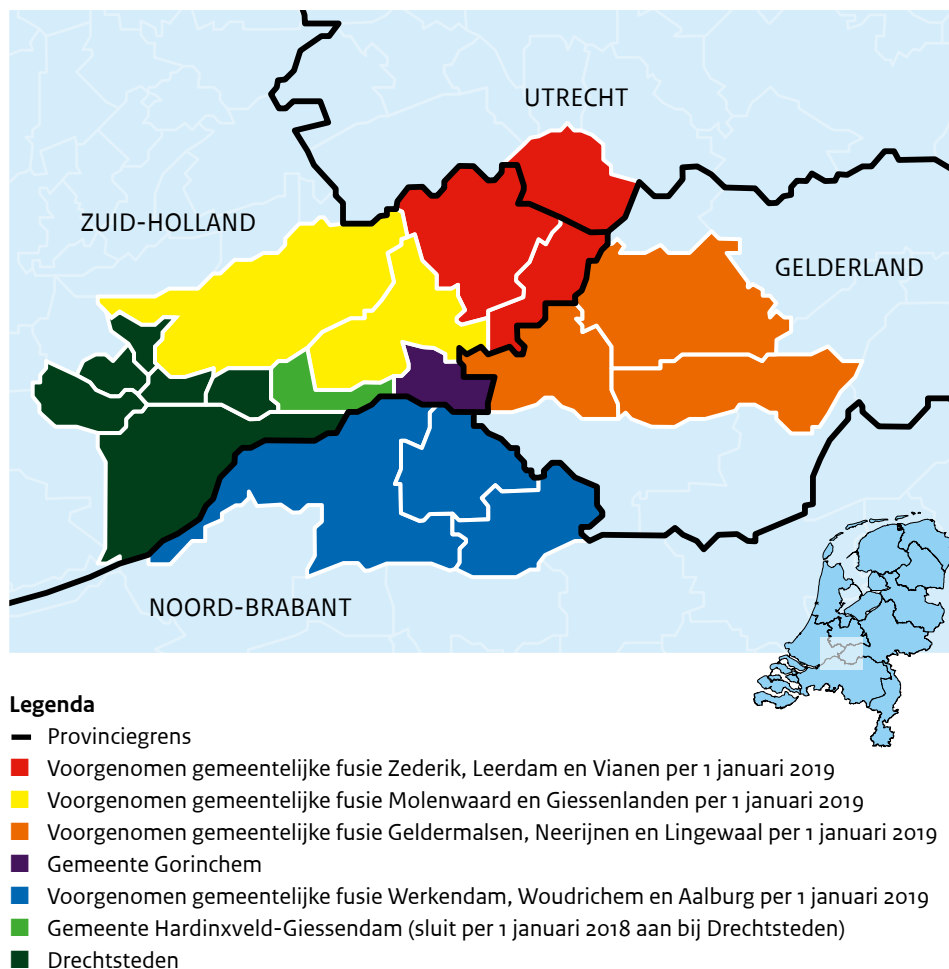 UTRECHT
ZUID-HOLLAND
GELDERLAND
NOORD-BRABANT
Legenda
Provinciegrens
Voorgenomen gemeentelijke fusie Zederik, Leerdam en Vianen per 1 januari 2019
Voorgenomen gemeentelijke fusie Molenwaard en Giessenlanden per 1 januari 2019
Voorgenomen gemeentelijke fusie Geldermalsen, Neerijnen en Lingewaal per 1 januari 2019
Gemeente Gorinchem
Voorgenomen gemeentelijke fusie Werkendam, Woudrichem en Aalburg per 1 januari 2019
Gemeente Hardinxveld-Giessendam (sluit per 1 januari 2018 aan bij Drechtsteden)
Drechtsteden